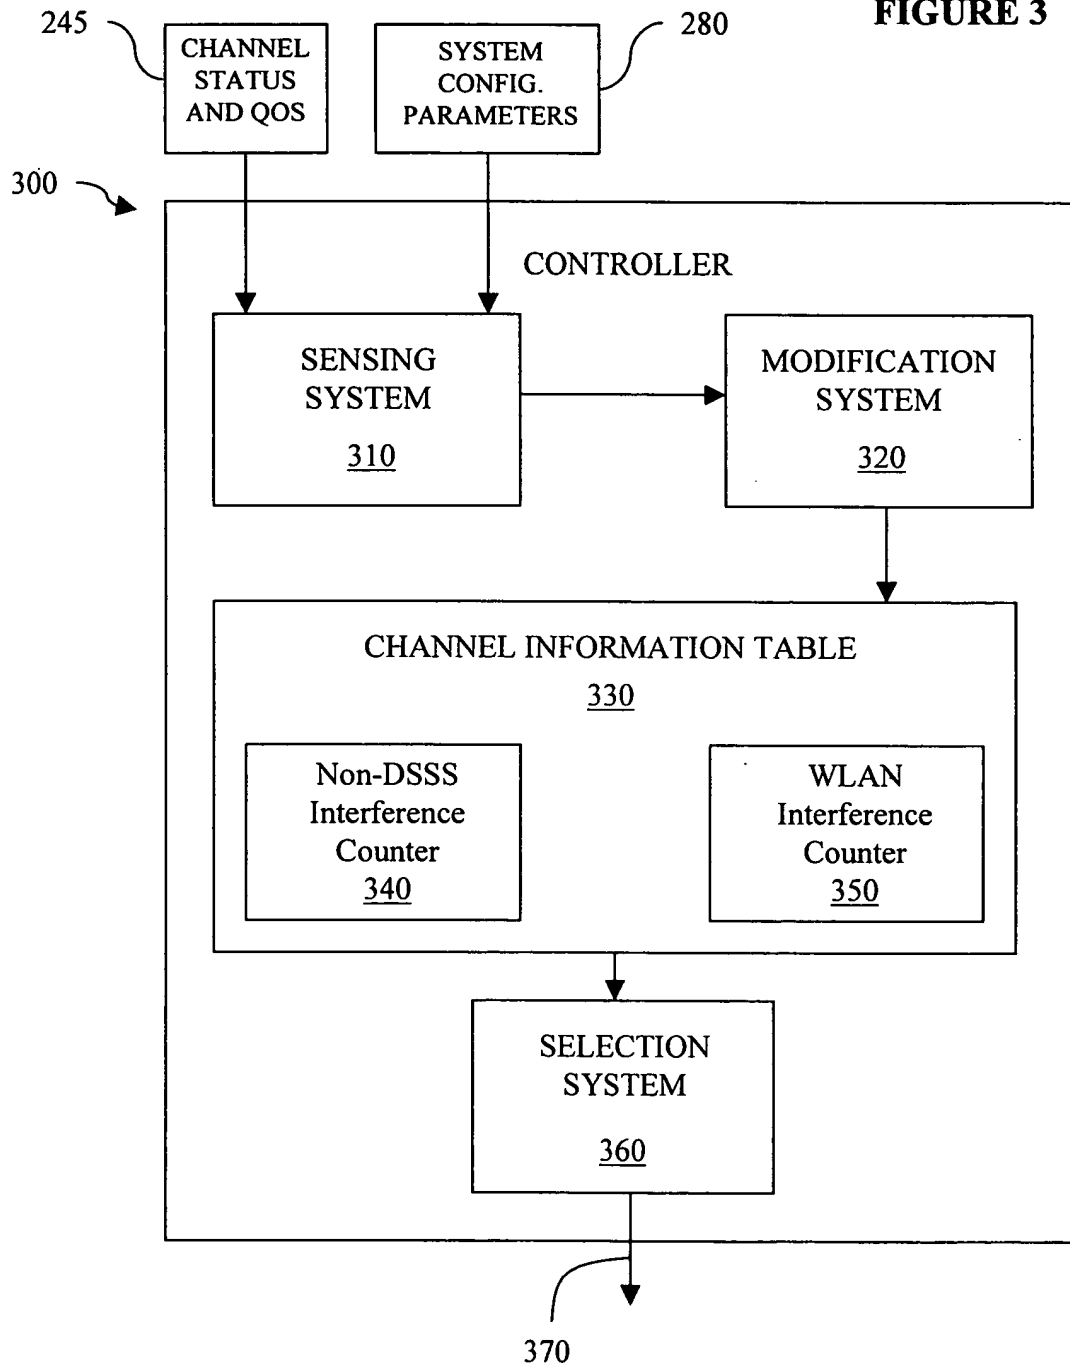 FIGURE 3
245
CHANNEL
STATUS
AND QOS
SYSTEM
CONFIG.
PARAMETERS
280
300
CONTROLLER
SENSING
SYSTEM
310
MODIFICATION
SYSTEM
320
CHANNEL INFORMATION TABLE
330
Non-DSSS
Interference
Counter
340
WLAN
Interference
Counter
350
SELECTION
SYSTEM
360
370